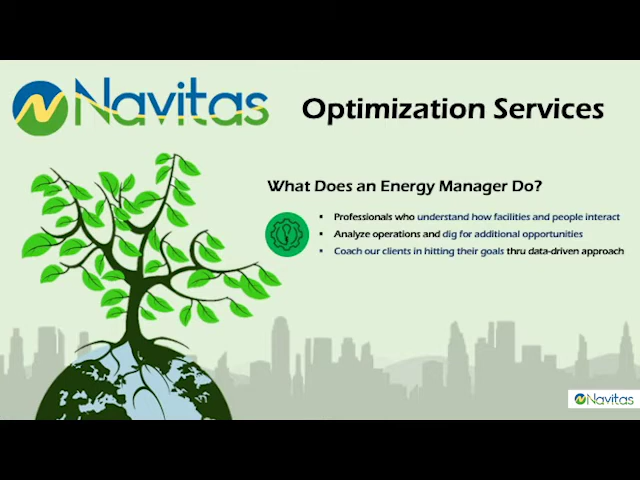 Navitas
Optimization Services
What Does an Energy Manager Do?
▪ Professionals who understand how facilities and people interact
▪ Analyze operations and dig for additional opportunities
▪ Coach our clients in hitting their goals thru data-driven approach
Navitas